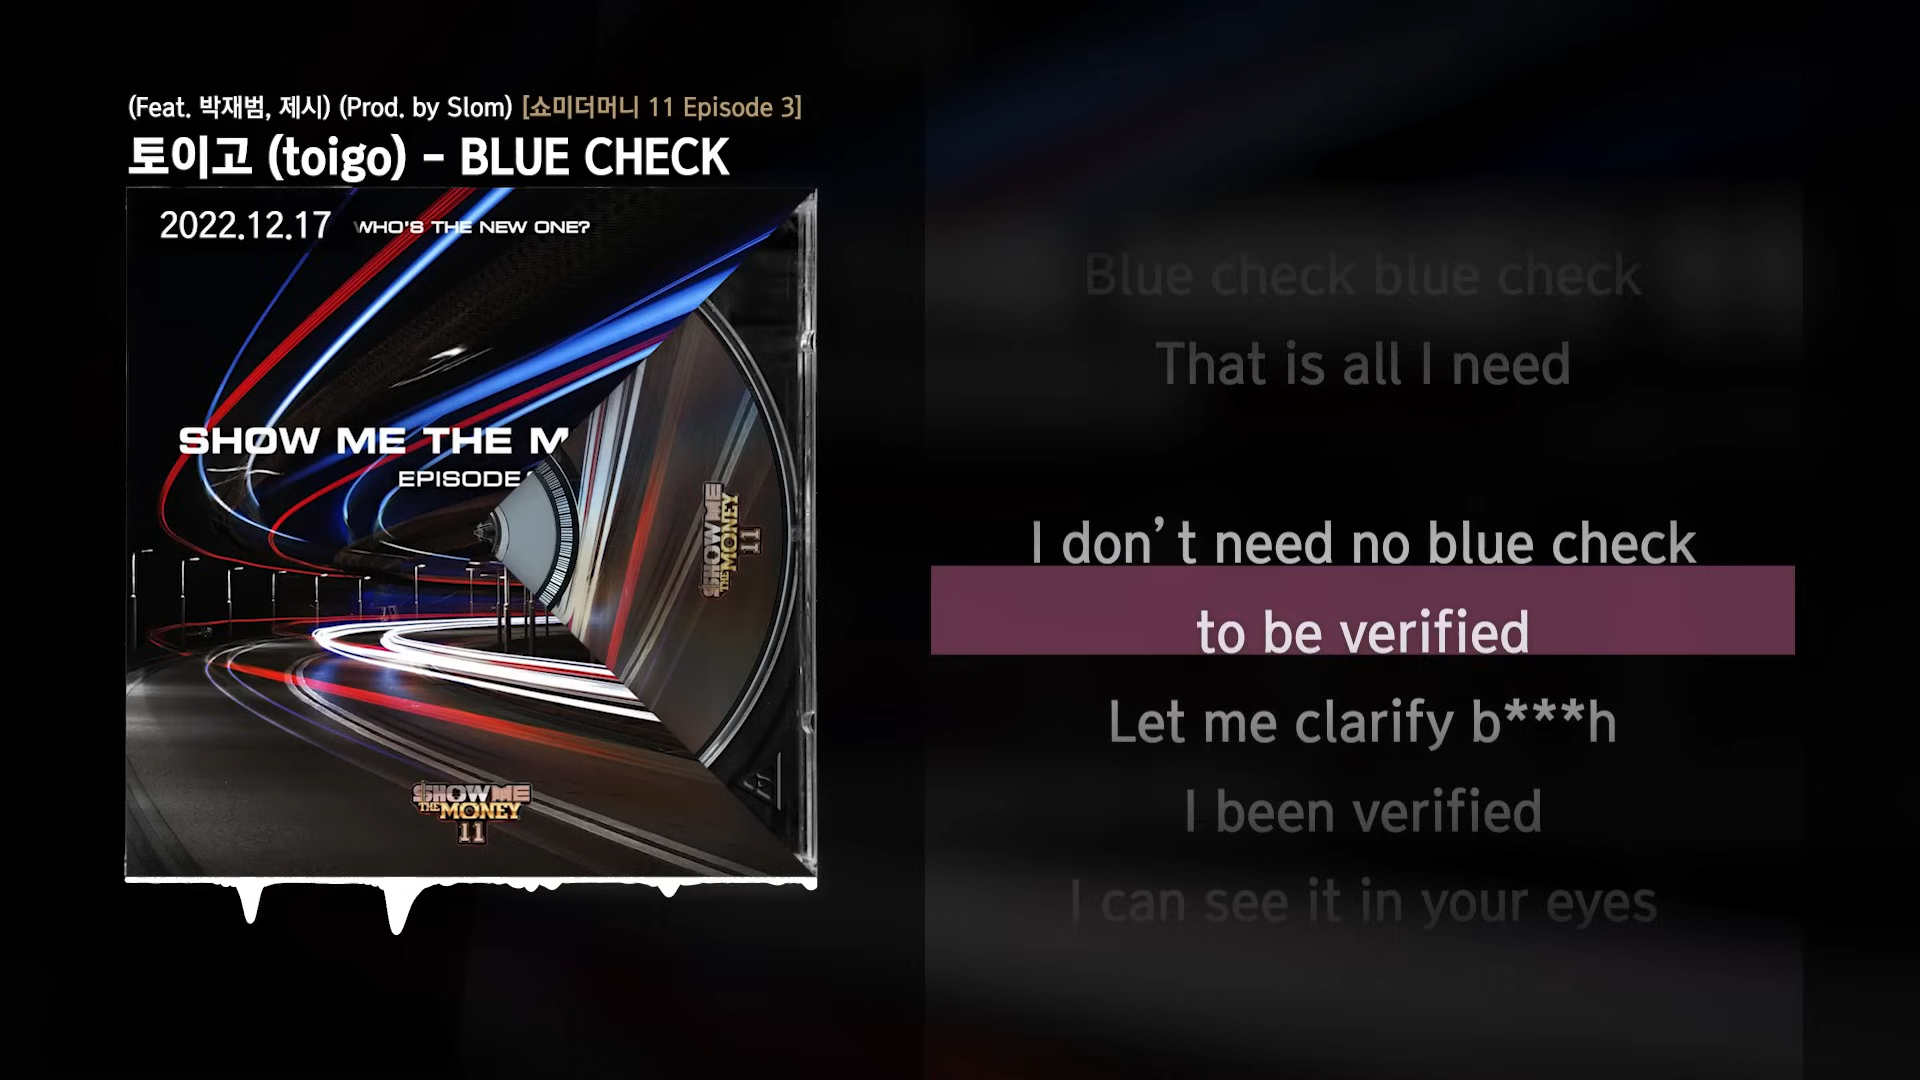 (Feat. 박재범, 제시) (Prod. by Slom) [쇼미더머니 11 Episode 3]
토이고 (toigo) - BLUE CHECK
2022.12.17 WHO'S THE NEW ONE?
SHOW ME THE M
EPISODE
SHOW ME
THE MONEY
11
SHOW ME
THE MONEY
11
Blue check blue check
That is all I need
I don't need no blue check
to be verified
Let me clarify b***h
I been verified
I can see it in your eyes